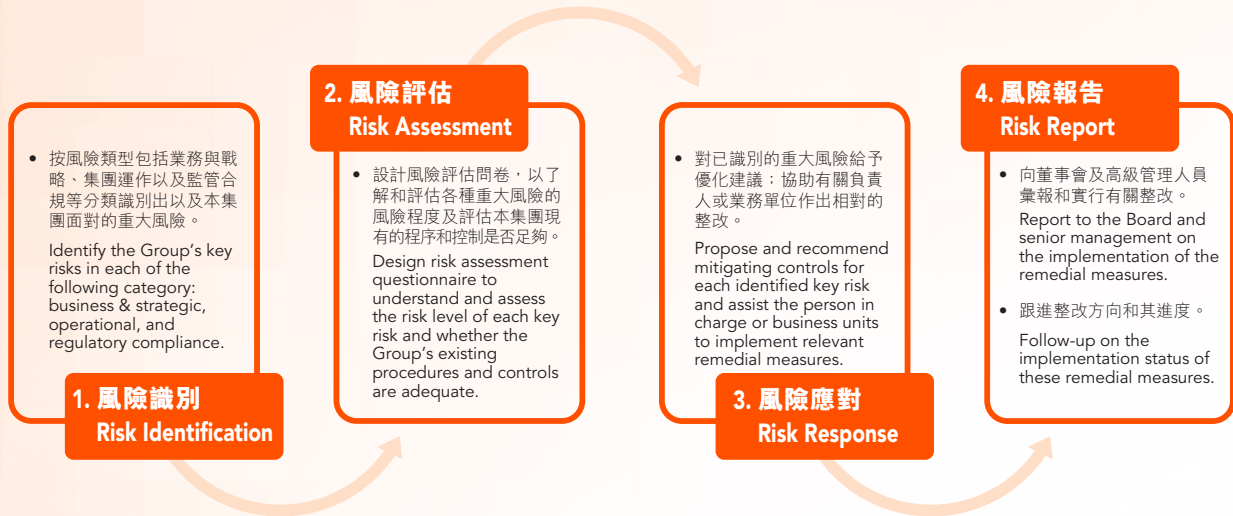 • 按風險類型包括業務與戰
略、集團運作以及監管合
規等分類識別出以及本集
團面對的重大風險。
Identify the Group’s key
risks in each of the
following category:
business & strategic,
operational, and
regulatory compliance.
1. 風險識別
Risk Identification
2. 風險評估
Risk Assessment
• 設計風險評估問卷，以了
解和評估各種重大風險的
風險程度及評估本集團現
有的程序和控制是否足夠。
Design risk assessment
questionnaire to
understand and assess
the risk level of each key
risk and whether the
Group’s existing
procedures and controls
are adequate.
• 對已識別的重大風險給予
優化建議；協助有關負責
人或業務單位作出相對的
整改。
Propose and recommend
mitigating controls for
each identified key risk
and assist the person in
charge or business units
to implement relevant
remedial measures.
3. 風險應對
Risk Response
4. 風險報告
Risk Report
• 向董事會及高級管理人員
彙報和實行有關整改。
Report to the Board and
senior management on
the implementation of the
remedial measures.
• 跟進整改方向和其進度。
Follow-up on the
implementation status of
these remedial measures.